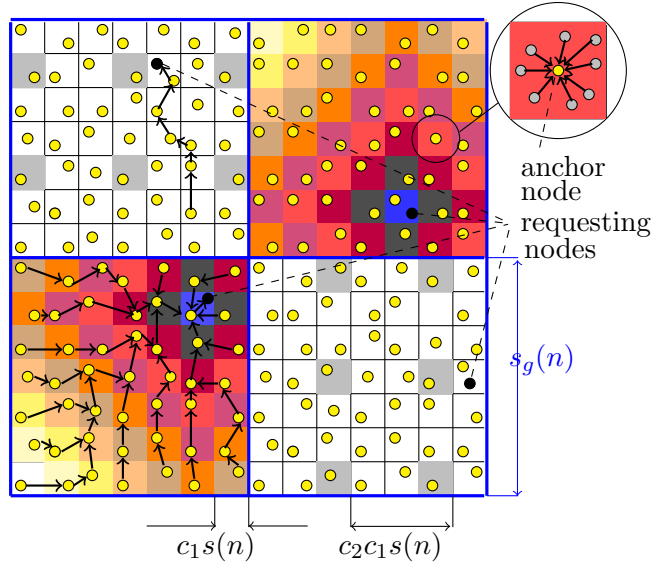 anchor
node
requesting
nodes
s_g(n)
c_1s(n)
c_2c_1s(n)